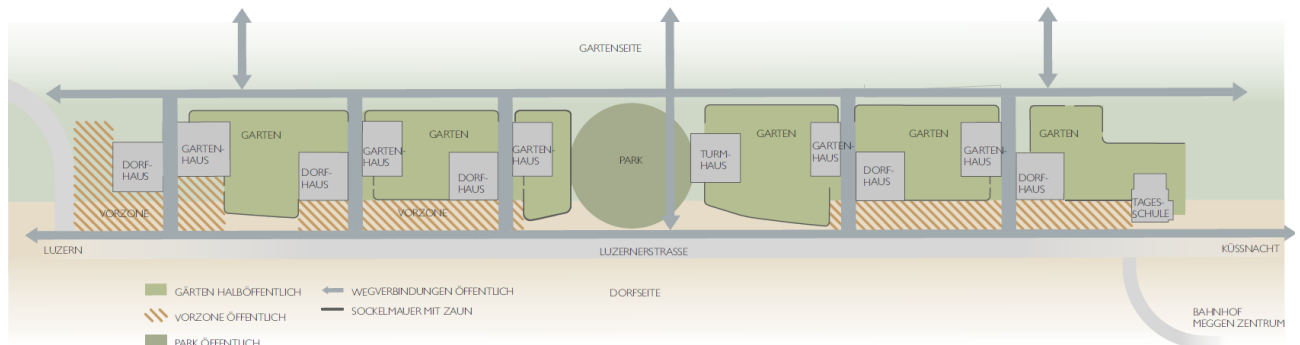 GARTENSEITE
GARTEN
GARTEN
GARTEN
GARTEN
GARTEN
GARTEN-
HAUS
GARTEN-
HAUS
GARTEN-
HAUS
GARTEN-
HAUS
GARTEN-
HAUS
DORF-
HAUS
DORF-
HAUS
DORF-
HAUS
PARK
TURM-
HAUS
DORF-
HAUS
DORF-
HAUS
TAGES-
SCHULE
VORZONE
VORZONE
LUZERN
LUZERNERSTRASSE
KÜSSNACHT
GÄRTEN HALBÖFFENTLICH
WEGVERBINDUNGEN ÖFFENTLICH
DORFSEITE
VORZONE ÖFFENTLICH
SOCKELMAUER MIT ZAUN
BAHNHOF
MEGGEN ZENTRUM
PARK ÖFFENTLICH